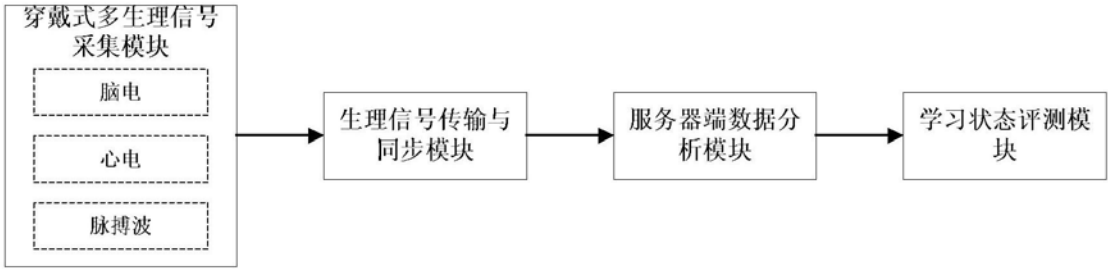 穿戴式多生理信号
采集模块
脑电
心电
脉搏波
生理信号传输与
同步模块
服务器端数据分
析模块
学习状态评测模
块